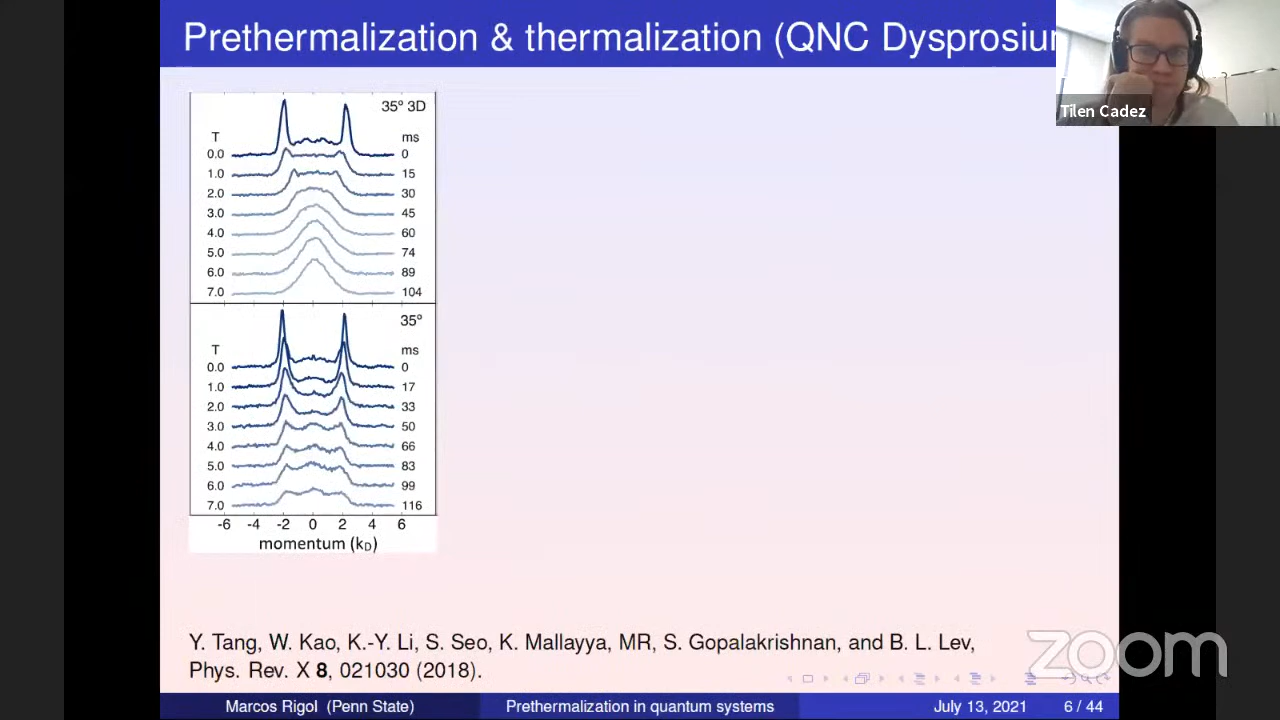 Prethermalization & thermalization (QNC Dysprosium
Tilen Cadez
35° 3D
T ms
0.0 0
1.0 15
2.0 30
3.0 45
4.0 60
5.0 74
6.0 89
7.0 104
35°
T ms
0.0 0
1.0 17
2.0 33
3.0 50
4.0 66
5.0 83
6.0 99
7.0 116
-6 -4 -2 0 2 4 6
momentum (kD)
Y. Tang, W. Kao, K.-Y. Li, S. Seo, K. Mallayya, MR, S. Gopalakrishnan, and B. L. Lev,
Phys. Rev. X 8, 021030 (2018).
zoom
Marcos Rigol (Penn State) Prethermalization in quantum systems July 13, 2021 6 / 44